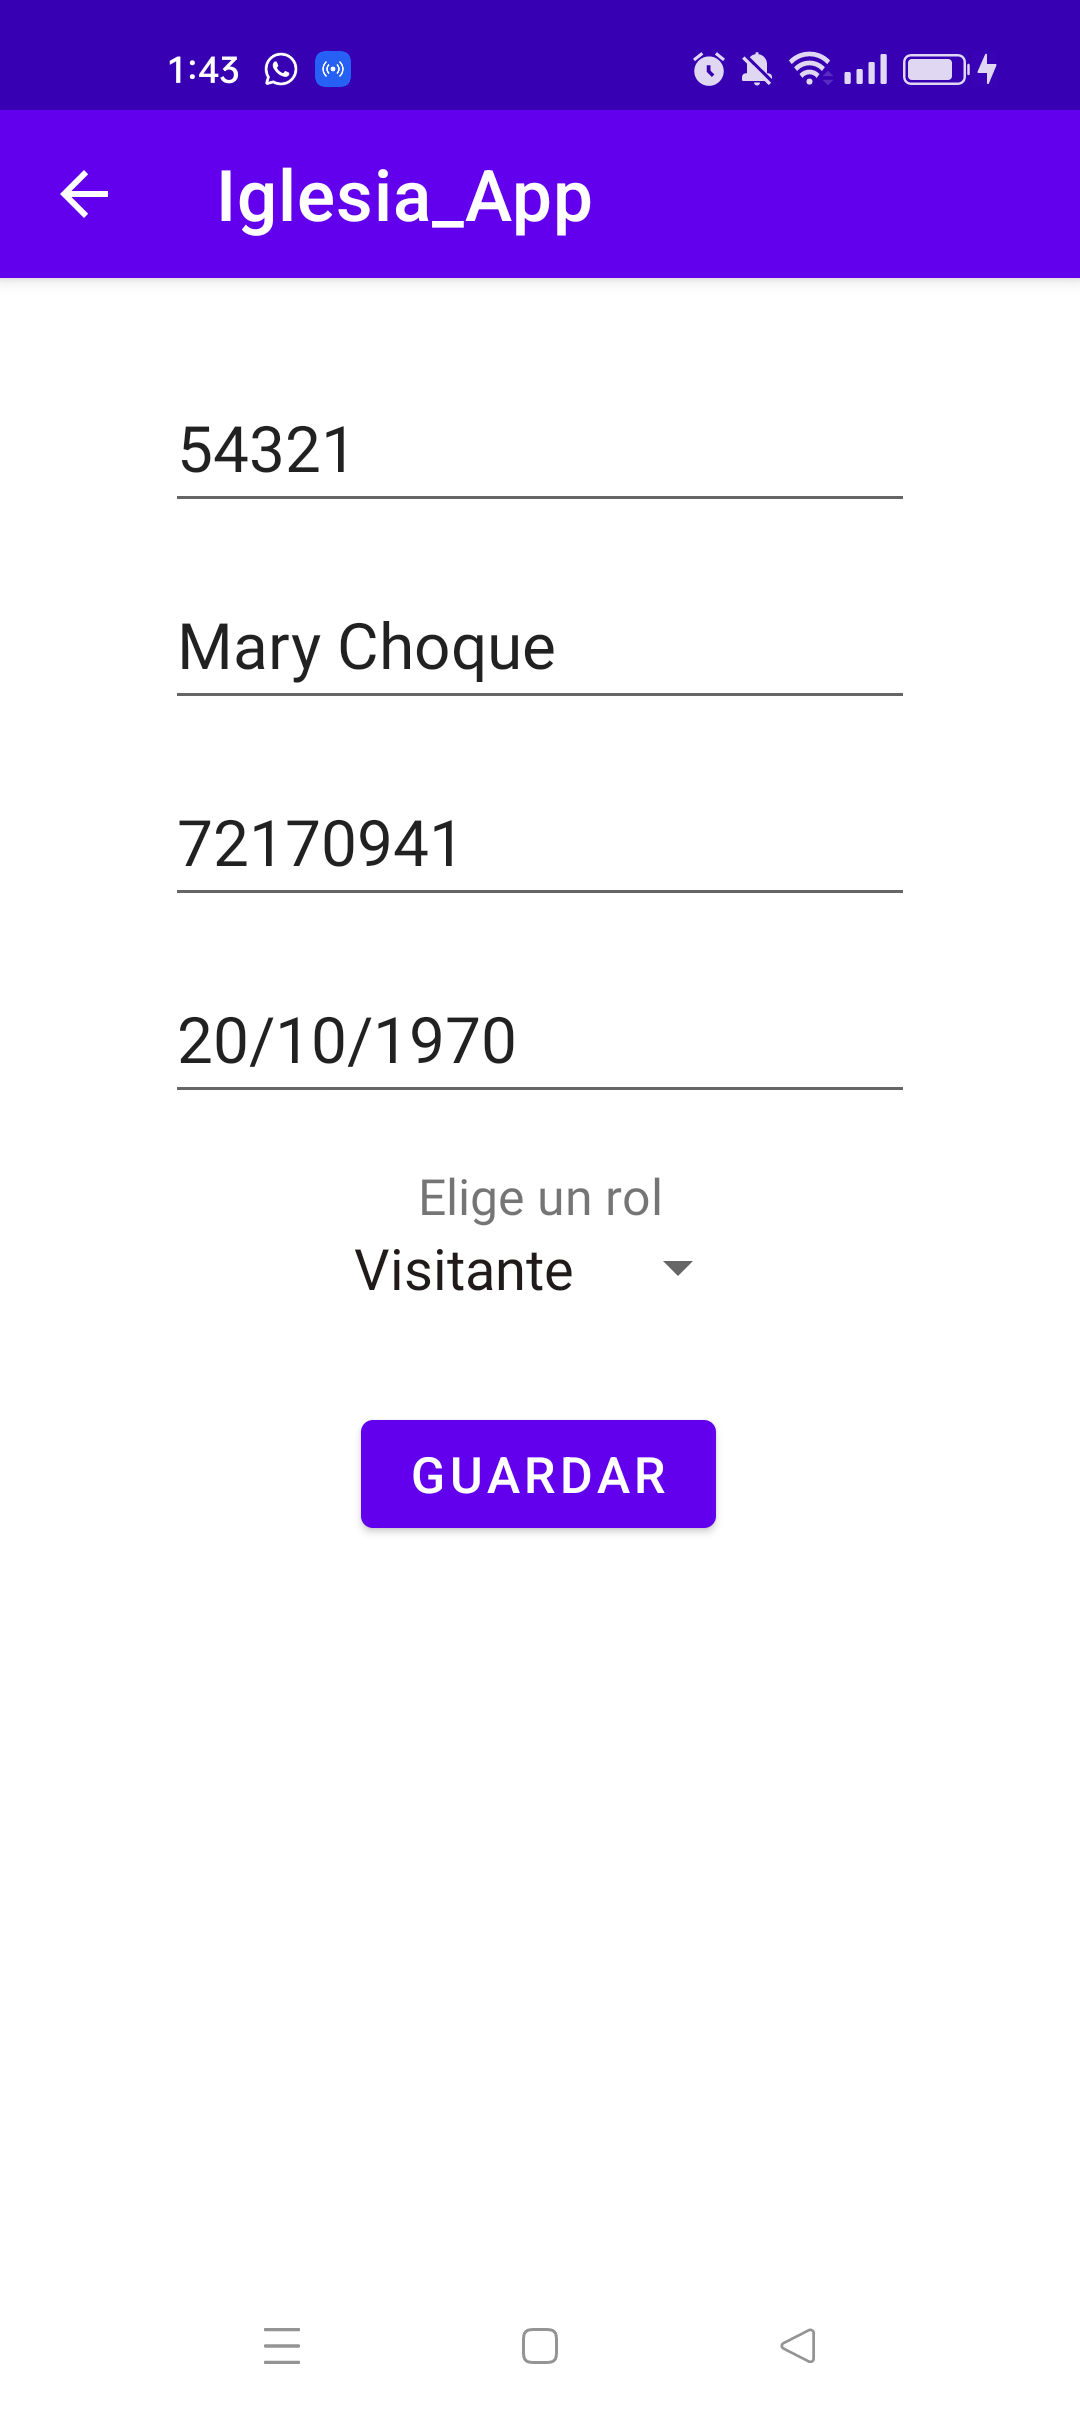 1:43
Iglesia_App
54321
Mary Choque
72170941
20/10/1970
Elige un rol
Visitante
GUARDAR